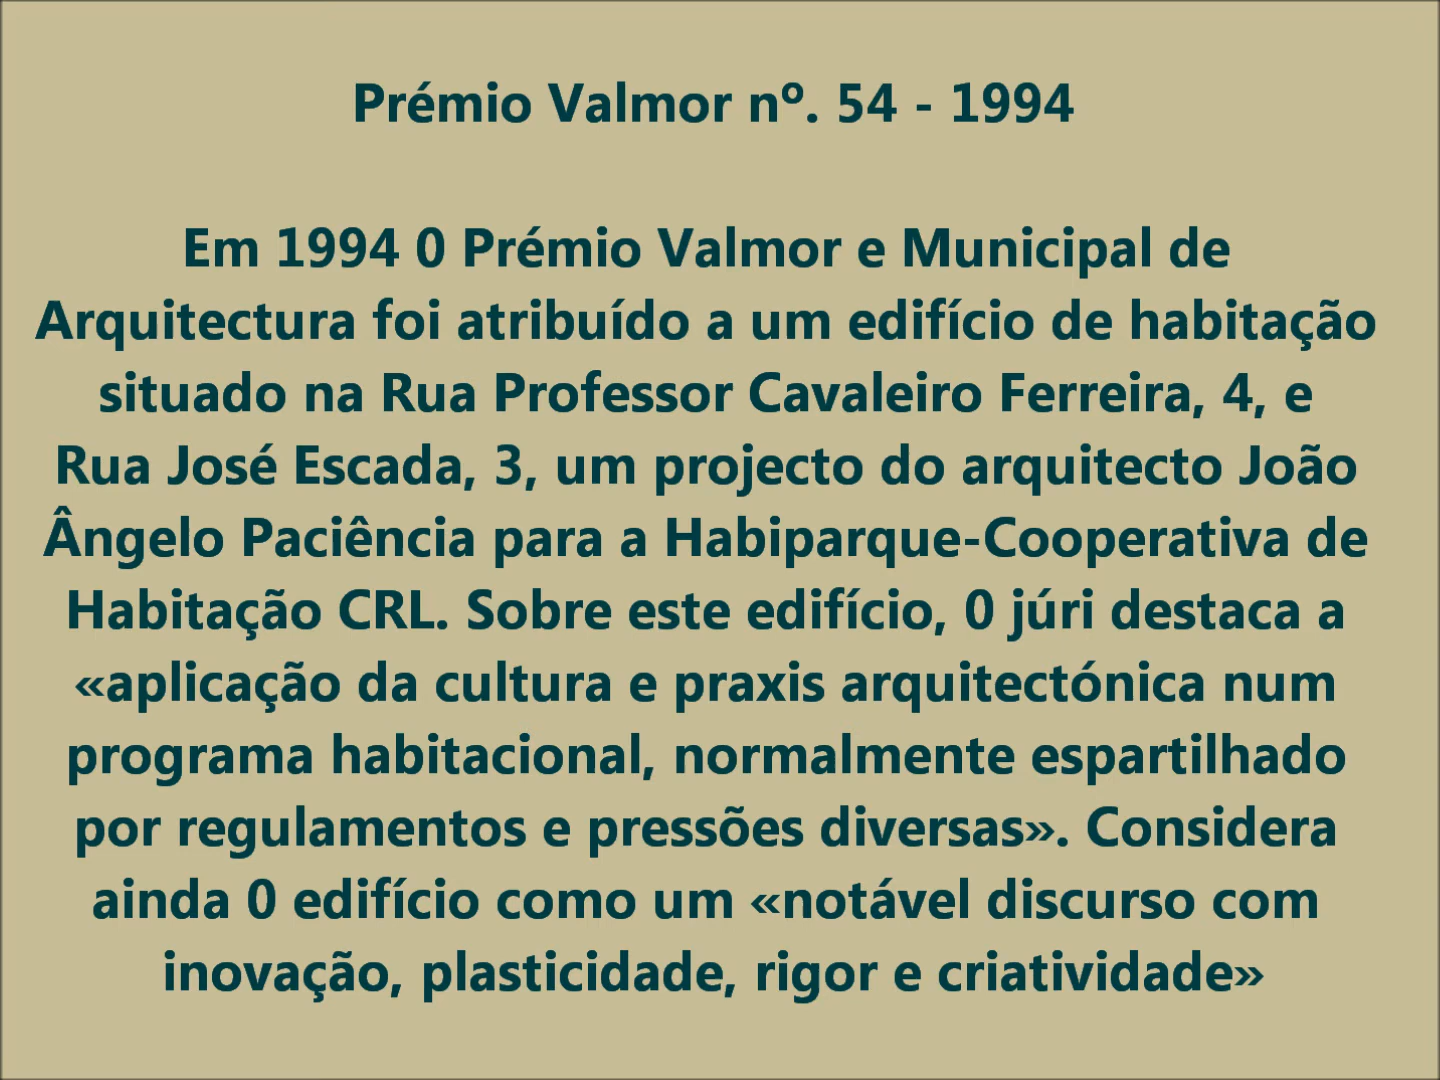 Prémio Valmor nº. 54 - 1994
Em 1994 0 Prémio Valmor e Municipal de
Arquitectura foi atribuído a um edifício de habitação
situado na Rua Professor Cavaleiro Ferreira, 4, e
Rua José Escada, 3, um projecto do arquitecto João
Ângelo Paciência para a Habiparque-Cooperativa de
Habitação CRL. Sobre este edifício, 0 júri destaca a
«aplicação da cultura e praxis arquitectónica num
programa habitacional, normalmente espartilhado
por regulamentos e pressões diversas». Considera
ainda 0 edifício como um «notável discurso com
inovação, plasticidade, rigor e criatividade»